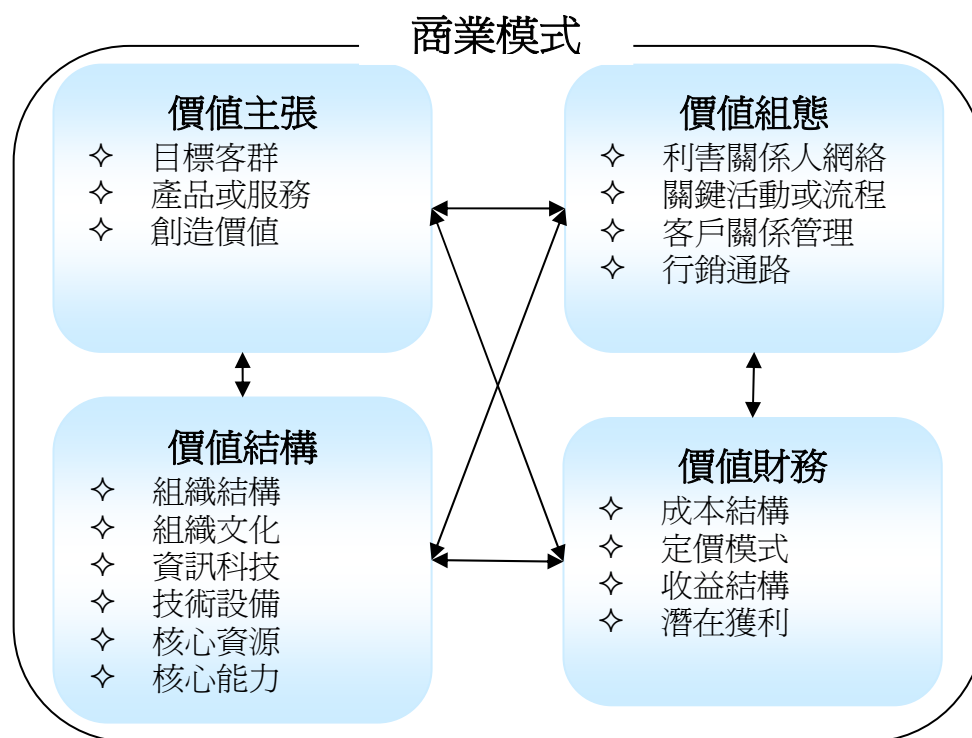 商業模式
價值主張
✧ 目標客群
✧ 產品或服務
✧ 創造價值
價值組態
✧ 利害關係人網絡
✧ 關鍵活動或流程
✧ 客戶關係管理
✧ 行銷通路
價值結構
✧ 組織結構
✧ 組織文化
✧ 資訊科技
✧ 技術設備
✧ 核心資源
✧ 核心能力
價值財務
✧ 成本結構
✧ 定價模式
✧ 收益結構
✧ 潛在獲利